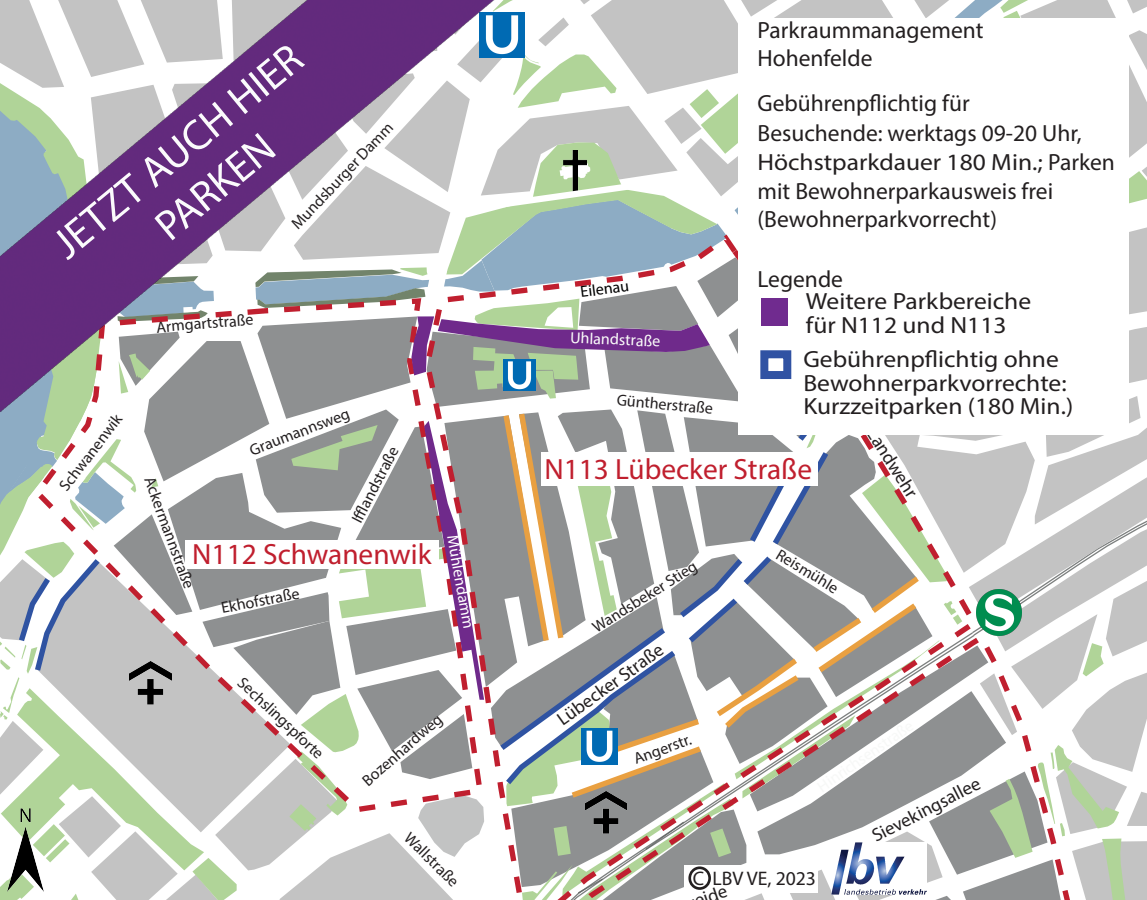 JETZT AUCH HIER
PARKEN
U
Parkraummanagement
Hohenfelde
Gebührenpflichtig für
Besuchende: werktags 09-20 Uhr,
Höchstparkdauer 180 Min.; Parken
mit Bewohnerparkausweis frei
(Bewohnerparkvorrecht)
Legende
Weitere Parkbereiche
für N112 und N113
Gebührenpflichtig ohne
Bewohnerparkvorrechte:
Kurzzeitparken (180 Min.)
Mundsburger Damm
Eilenau
Armgartstraße
Uhlandstraße
U
Güntherstraße
Graumannsweg
Schwanenwik
Ifflandstraße
Ackermannstraße
Landwehr
N113 Lübecker Straße
N112 Schwanenwik
Mühlendamm
Reismühle
Wandsbeker Stieg
Ekhofstraße
S
Lübecker Straße
Sechslingspforte
Bozenhardweg
U
Angerstr.
Sievekingsallee
Wallstraße
N
©LBV VE, 2023
lbv
landesbetrieb verkehr